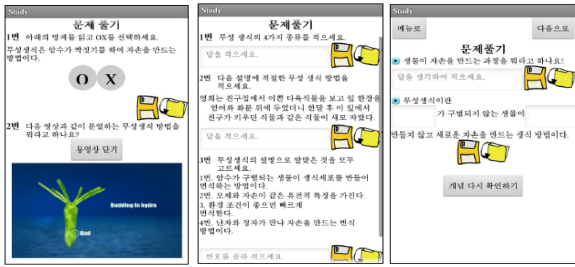 Study
문제 풀기
1번 아래의 명제를 읽고 OX를 선택하세요.
무성생식은 암수가 짝짓기를 하여 자손을 만드는
방법이다.
O X
2번 다음 영상과 같이 분열하는 무성생식 방법을
뭐라고 하나요?
동영상 닫기
Budding in hydra
Bud
Study
문제풀기
1번 무성 생식의 4가지 종류를 적으세요.
답을 적으세요.
2번 다음 설명에 적절한 무성 생식 방법을
적으세요.
영희는 친구집에서 이쁜 다육식물을 보고 잎 한장을
얻어와 화분 위에 두었더니 한달 후 이 잎에서
친구가 키우던 식물과 같은 식물이 새로 자랐다.
답을 적으세요.
3번 무성생식의 설명으로 알맞은 것을 모두
고르세요.
1번. 암수가 구별되는 생물이 생식세포를 만들어
번식하는 방법이다.
2번. 모체와 자손이 같은 유전적 특징을 가진다.
3. 환경 조건이 좋으면 빠르게
번식한다.
4번. 난자와 정자가 만나 자손을 만드는 번식
방법이다.
번호를 골라 적으세요.
Study
메뉴로 다음으로
문제풀기
생물이 자손을 만드는 과정을 뭐라고 하나요?
답을 생각하여 적으세요.
무성생식이란
가 구별되지 않는 생물이
만들지 않고 새로운 자손을 만드는 생식 방법이다.
개념 다시 확인하기